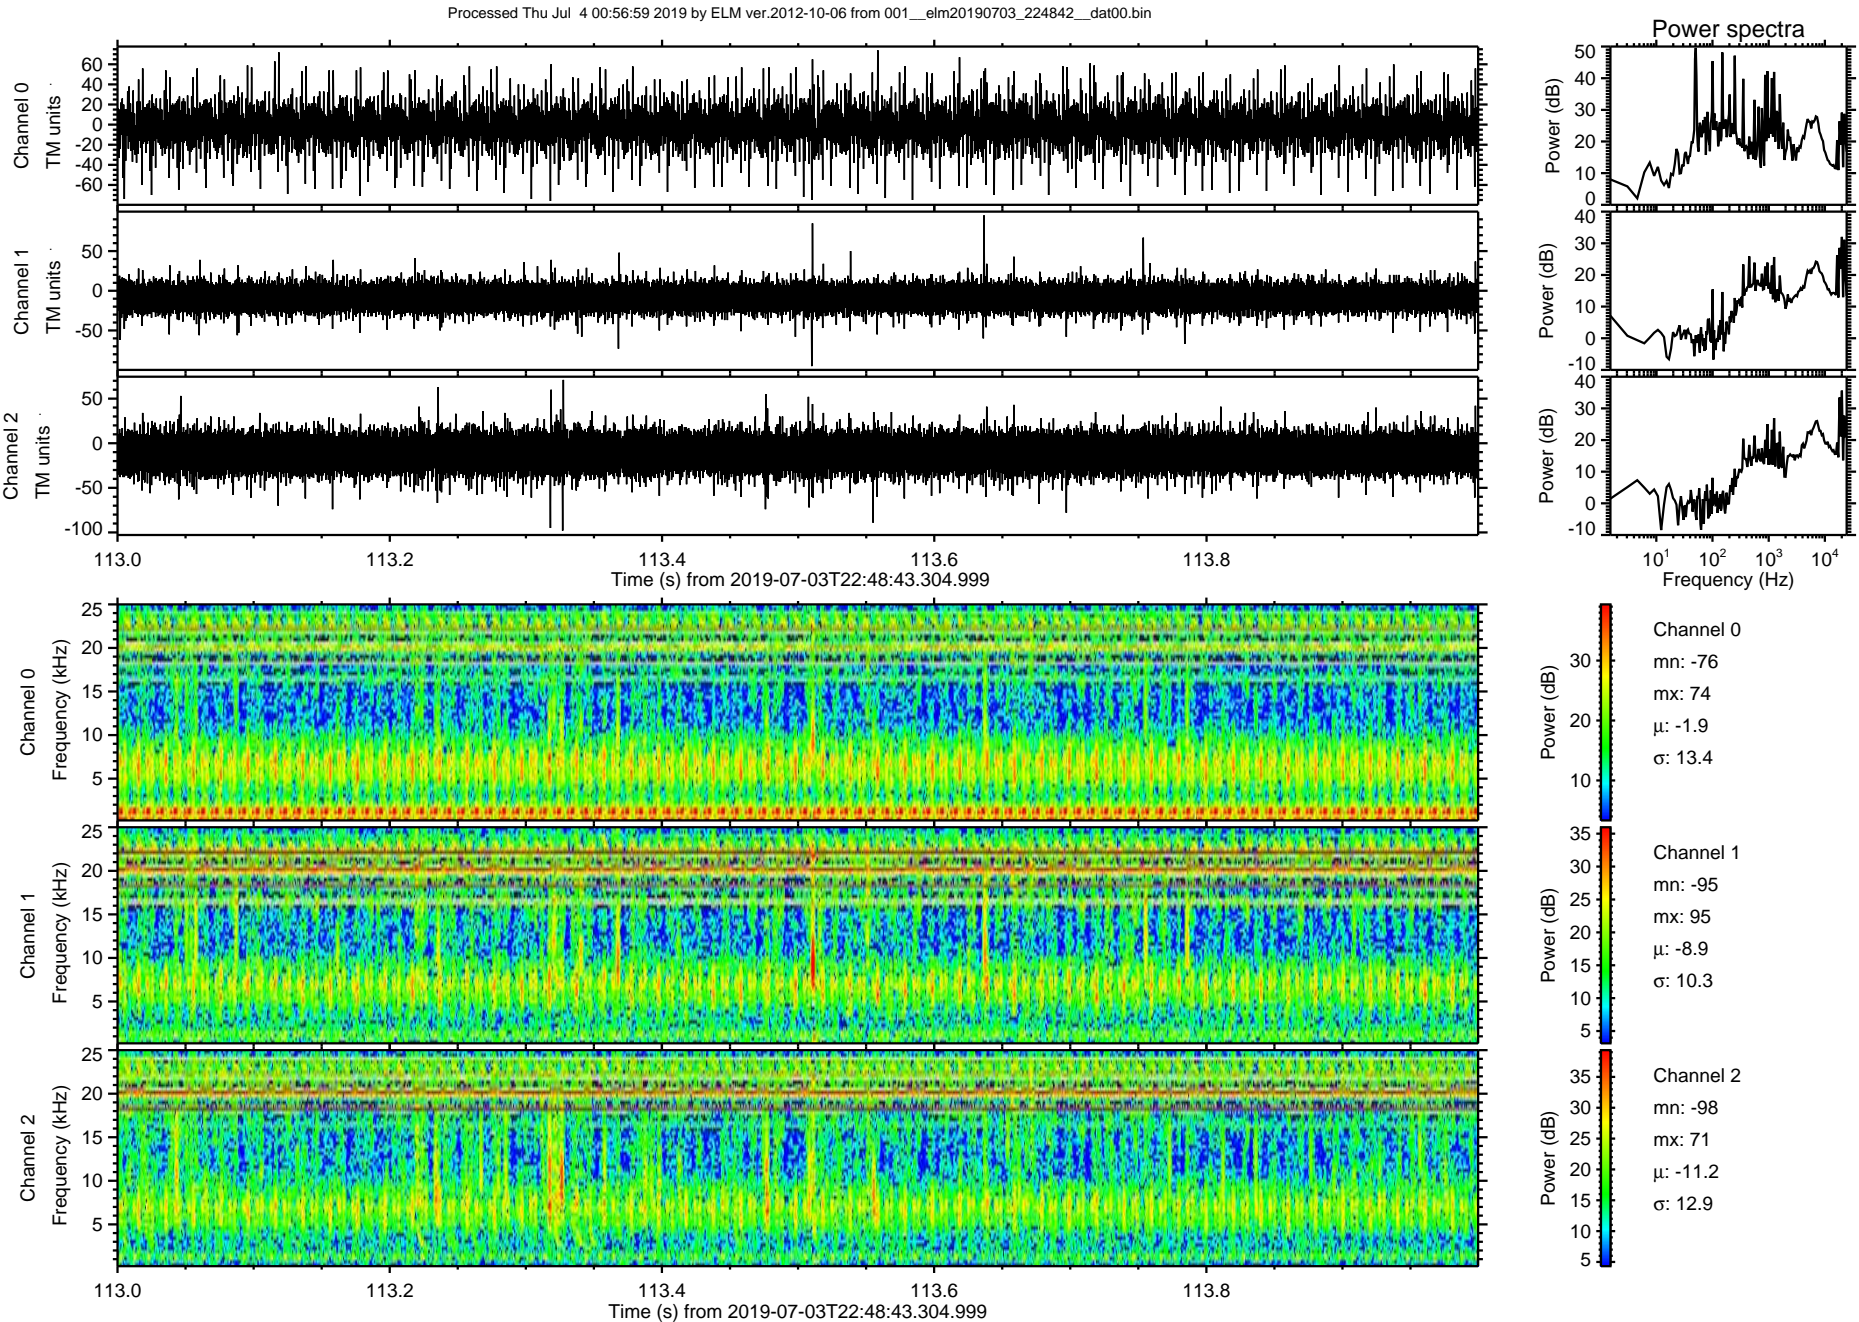 Processed Thu Jul  4 00:56:59 2019 by ELM ver.2012-10-06 from 001__elm20190703_224842__dat00.bin
Power spectra
Channel 0
TM units
60
40
20
0
-20
-40
-60
Power (dB)
50
40
30
20
10
0
Channel 1
TM units
50
0
-50
Power (dB)
40
30
20
10
0
-10
Channel 2
TM units
50
0
-50
-100
Power (dB)
40
30
20
10
0
-10
113.0 113.2 113.4 113.6 113.8
Time (s) from 2019-07-03T22:48:43.304.999
10¹ 10² 10³ 10⁴
Frequency (Hz)
Channel 0
Frequency (kHz)
25
20
15
10
5
Power (dB)
30
20
10
Channel 0
mn: -76
mx: 74
μ: -1.9
σ: 13.4
Channel 1
Frequency (kHz)
25
20
15
10
5
Power (dB)
35
30
25
20
15
10
5
Channel 1
mn: -95
mx: 95
μ: -8.9
σ: 10.3
Channel 2
Frequency (kHz)
25
20
15
10
5
Power (dB)
35
30
25
20
15
10
5
Channel 2
mn: -98
mx: 71
μ: -11.2
σ: 12.9
113.0 113.2 113.4 113.6 113.8
Time (s) from 2019-07-03T22:48:43.304.999